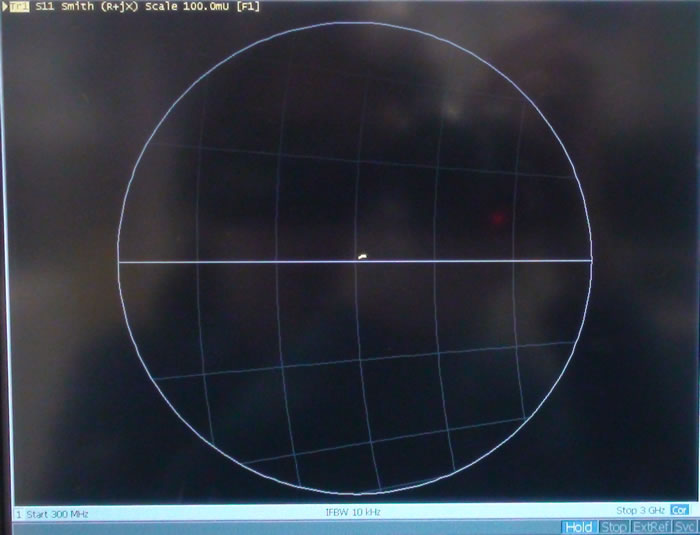 Tr1 S11 Smith (R+jX) Scale 100.0mU [F1]
1 Start 300 MHz IFBW 10 kHz Stop 3 GHz Cor
Hold Stop ExtRef Svc